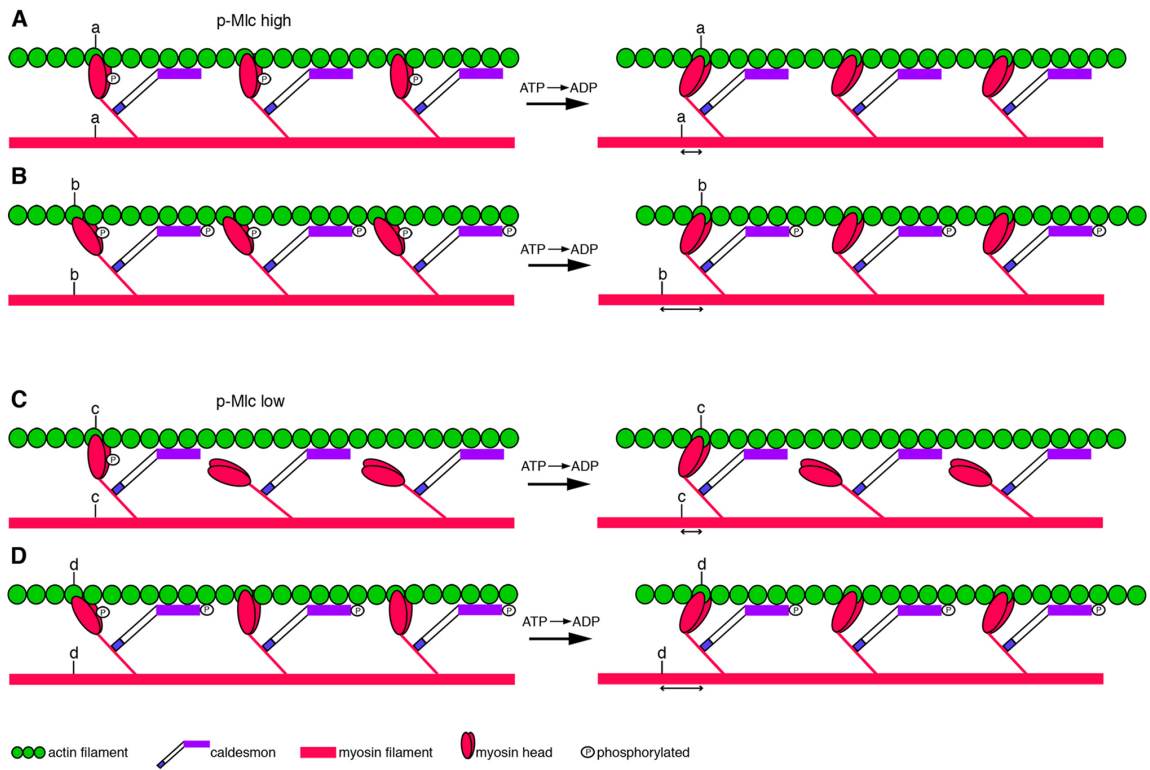 A
p-Mlc high
a
a
P
P
P
a
a
ATP → ADP
B
b
b
P
P
P
P
P
P
b
b
P
P
P
ATP → ADP
C
p-Mlc low
c
c
P
c
c
ATP → ADP
D
d
d
P
P
P
P
d
d
P
P
P
ATP → ADP
actin filament
caldesmon
myosin filament
myosin head
P phosphorylated